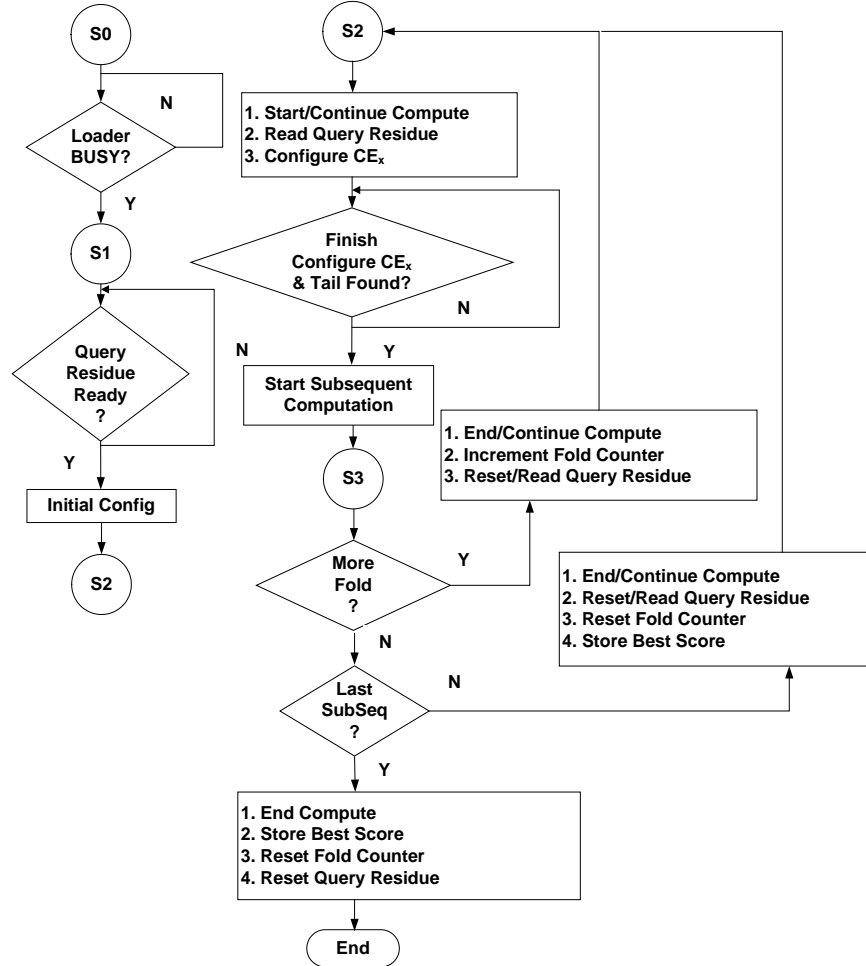 S0
N
Loader
BUSY?
Y
S1
Query
Residue
Ready
?
N
Y
Initial Config
S2
S2
1. Start/Continue Compute
2. Read Query Residue
3. Configure CEₓ
Finish
Configure CEₓ
& Tail Found?
N
Y
Start Subsequent
Computation
S3
More
Fold
?
Y
1. End/Continue Compute
2. Increment Fold Counter
3. Reset/Read Query Residue
N
Last
SubSeq
?
N
1. End/Continue Compute
2. Reset/Read Query Residue
3. Reset Fold Counter
4. Store Best Score
Y
1. End Compute
2. Store Best Score
3. Reset Fold Counter
4. Reset Query Residue
End